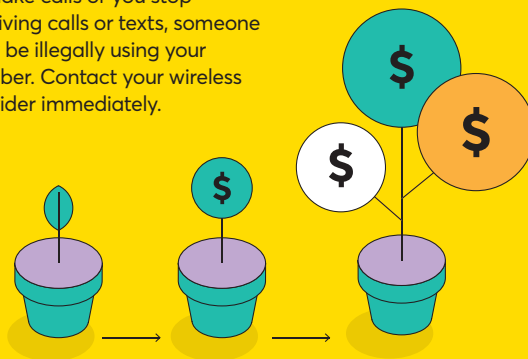 make calls or you stop
iving calls or texts, someone
be illegally using your
ber. Contact your wireless
ider immediately.
$
$
$
$